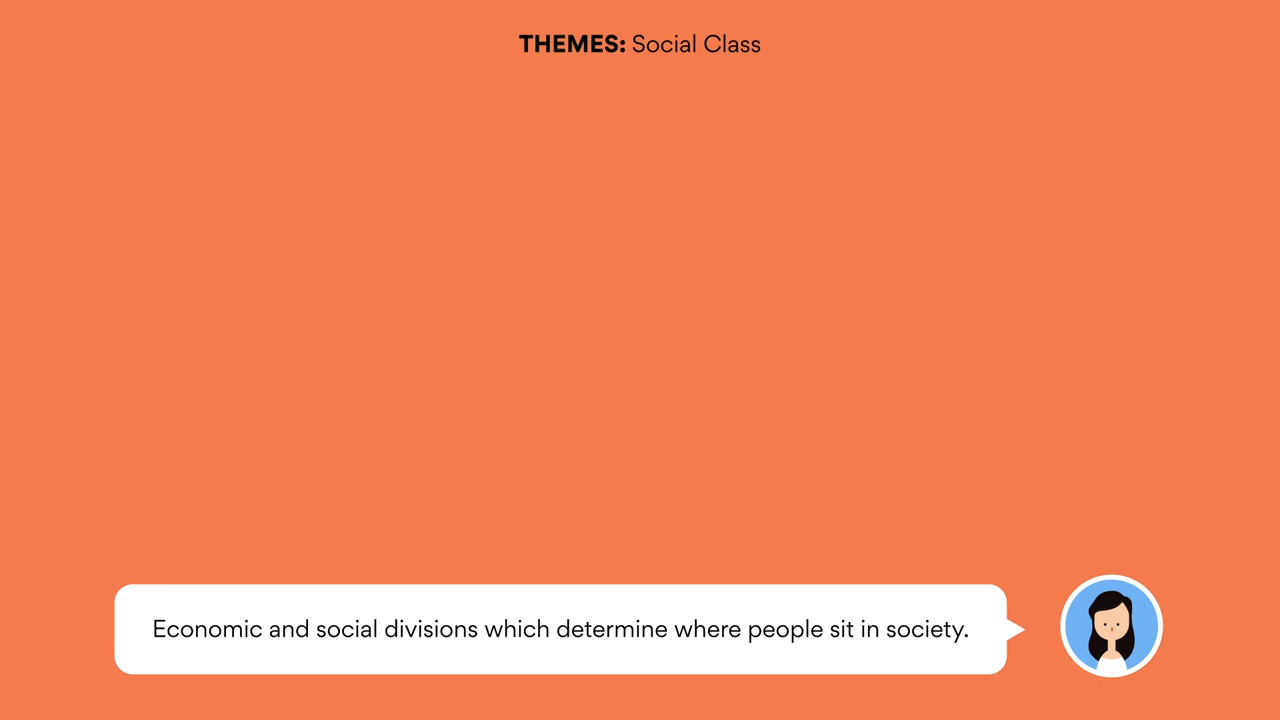 THEMES: Social Class
Economic and social divisions which determine where people sit in society.